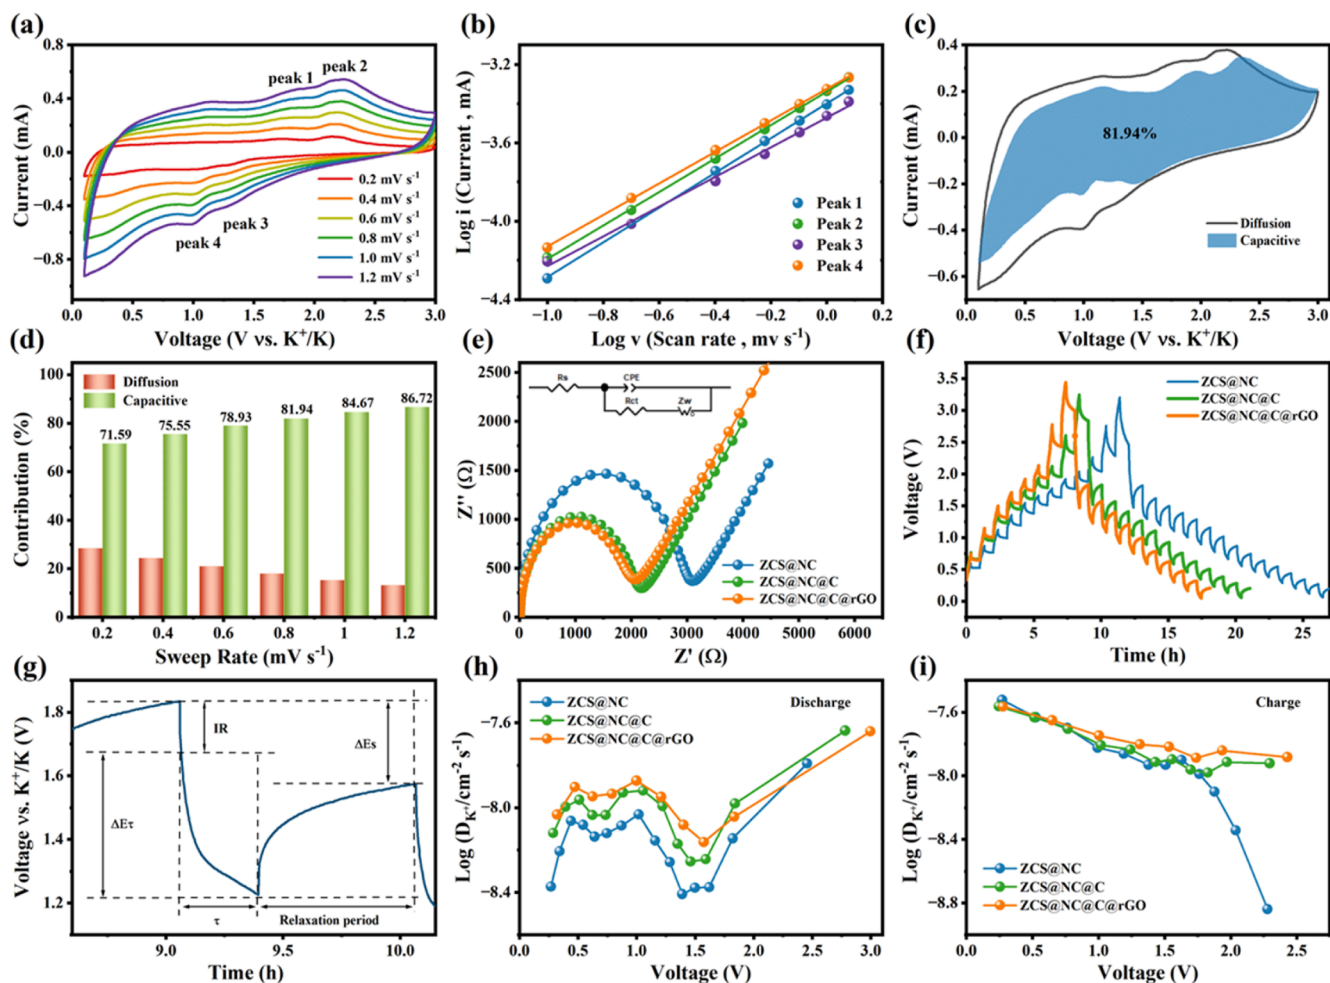 (a)
0.8
0.4
0.0
−0.4
−0.8
Current (mA)
peak 1
peak 2
peak 3
peak 4
0.2 mV s⁻¹
0.4 mV s⁻¹
0.6 mV s⁻¹
0.8 mV s⁻¹
1.0 mV s⁻¹
1.2 mV s⁻¹
0.0 0.5 1.0 1.5 2.0 2.5 3.0
Voltage (V vs. K⁺/K)
(b)
−3.2
−3.6
−4.0
−4.4
Log i (Current , mA)
Peak 1
Peak 2
Peak 3
Peak 4
−1.0 −0.8 −0.6 −0.4 −0.2 0.0 0.2
Log v (Scan rate , mv s⁻¹)
(c)
0.4
0.2
0.0
−0.2
−0.4
−0.6
Current (mA)
81.94%
Diffusion
Capacitive
0.0 0.5 1.0 1.5 2.0 2.5 3.0
Voltage (V vs. K⁺/K)
(d)
100
80
60
40
20
0
Contribution (%)
Diffusion
Capacitive
71.59 75.55 78.93 81.94 84.67 86.72
0.2 0.4 0.6 0.8 1 1.2
Sweep Rate (mV s⁻¹)
(e)
2500
2000
1500
1000
500
0
Z'' (Ω)
Rs
CPE
Rct
Zw
ZCS@NC
ZCS@NC@C
ZCS@NC@C@rGO
0 1000 2000 3000 4000 5000 6000
Z' (Ω)
(f)
3.5
3.0
2.5
2.0
1.5
1.0
0.5
0.0
Voltage (V)
ZCS@NC
ZCS@NC@C
ZCS@NC@C@rGO
0 5 10 15 20 25
Time (h)
(g)
1.8
1.6
1.4
1.2
Voltage vs. K⁺/K (V)
IR
ΔEs
ΔEτ
τ
Relaxation period
9.0 9.5 10.0
Time (h)
(h)
−7.6
−8.0
−8.4
Log (D_K⁺/cm⁻² s⁻¹)
ZCS@NC
ZCS@NC@C
ZCS@NC@C@rGO
Discharge
0.0 0.5 1.0 1.5 2.0 2.5 3.0
Voltage (V)
(i)
−7.6
−8.0
−8.4
−8.8
Log (D_K⁺/cm⁻² s⁻¹)
Charge
ZCS@NC
ZCS@NC@C
ZCS@NC@C@rGO
0.0 0.5 1.0 1.5 2.0 2.5
Voltage (V)